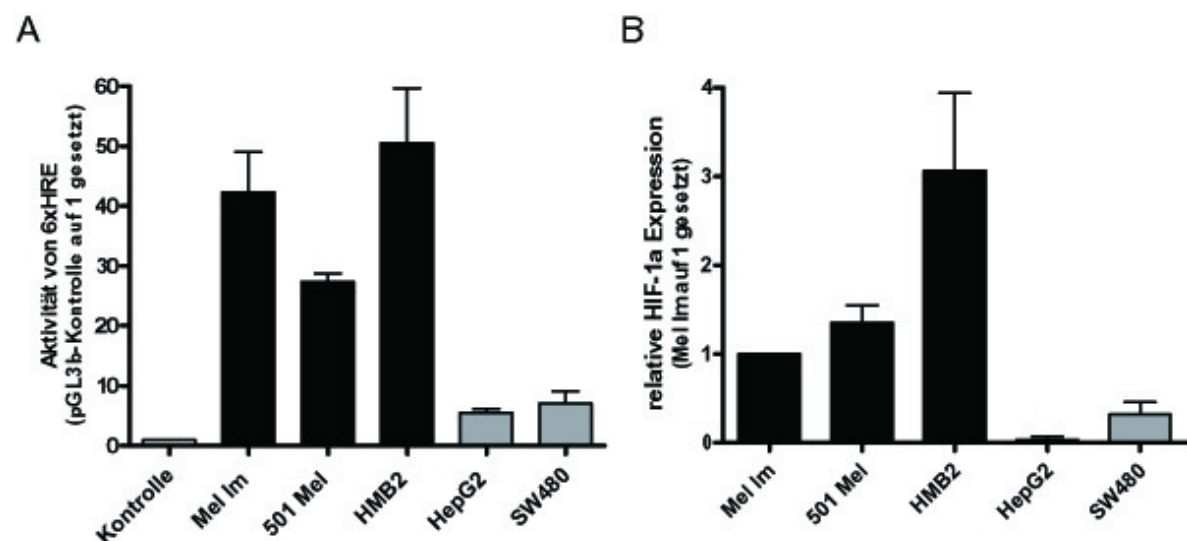 A
Aktivität von 6xHRE
(pGL3b-Kontrolle auf 1 gesetzt)
60
50
40
30
20
10
0
Kontrolle
Mel Im
501 Mel
HMB2
HepG2
SW480
B
relative HIF-1a Expression
(Mel Imauf 1 gesetzt)
4
3
2
1
0
Mel Im
501 Mel
HMB2
HepG2
SW480